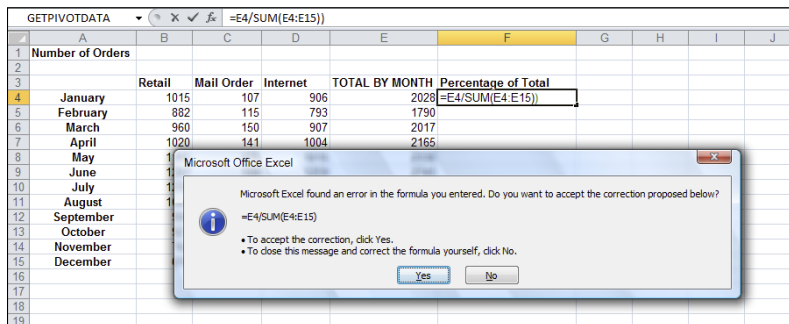 GETPIVOTDATA fx =E4/SUM(E4:E15))
A B C D E F G H I J
1 Number of Orders
2
3 Retail Mail Order Internet TOTAL BY MONTH Percentage of Total
4 January 1015 107 906 2028 =E4/SUM(E4:E15))
5 February 882 115 793 1790
6 March 960 150 907 2017
7 April 1020 141 1004 2165
8 May
9 June
10 July
11 August
12 September
13 October
14 November
15 December
16
17
18
19
Microsoft Office Excel
Microsoft Excel found an error in the formula you entered. Do you want to accept the correction proposed below?
=E4/SUM(E4:E15)
• To accept the correction, click Yes.
• To close this message and correct the formula yourself, click No.
Yes No